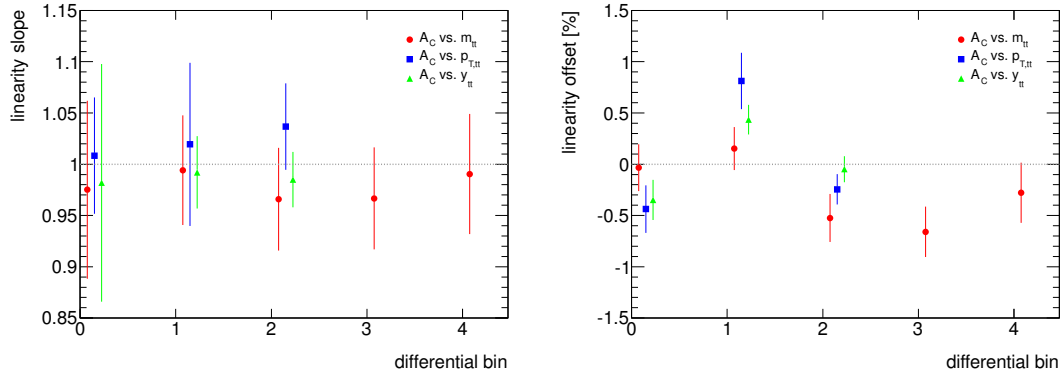 linearity slope
1.15
1.1
1.05
1
0.95
0.9
0.85
0 1 2 3 4
differential bin
A_C vs. m_tt
A_C vs. p_T,tt
A_C vs. y_tt
linearity offset [%]
1.5
1
0.5
0
-0.5
-1
-1.5
0 1 2 3 4
differential bin
A_C vs. m_tt
A_C vs. p_T,tt
A_C vs. y_tt